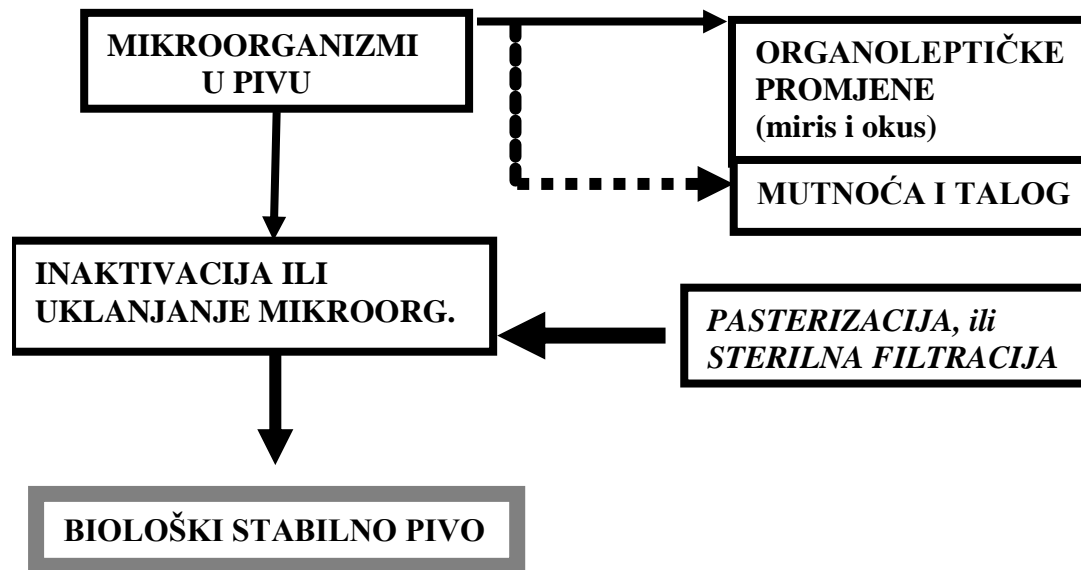 MIKROORGANIZMI
U PIVU
ORGANOLEPTIČKE
PROMJENE
(miris i okus)
MUTNOĆA I TALOG
INAKTIVACIJA ILI
UKLANJANJE MIKROORG.
PASTERIZACIJA, ili
STERILNA FILTRACIJA
BIOLOŠKI STABILNO PIVO